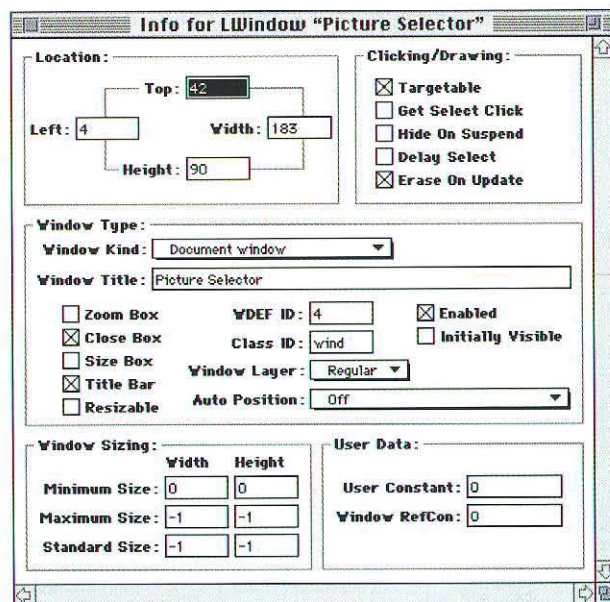 Info for LWindow “Picture Selector”
Location:
Top: 42
Left: 4
Width: 183
Height: 90
Clicking/Drawing:
Targetable
Get Select Click
Hide On Suspend
Delay Select
Erase On Update
Window Type:
Window Kind: Document window
Window Title: Picture Selector
Zoom Box
Close Box
Size Box
Title Bar
Resizable
WDEF ID: 4
Class ID: wind
Window Layer: Regular
Auto Position: Off
Enabled
Initially Visible
Window Sizing:
Width Height
Minimum Size: 0 0
Maximum Size: -1 -1
Standard Size: -1 -1
User Data:
User Constant: 0
Window RefCon: 0